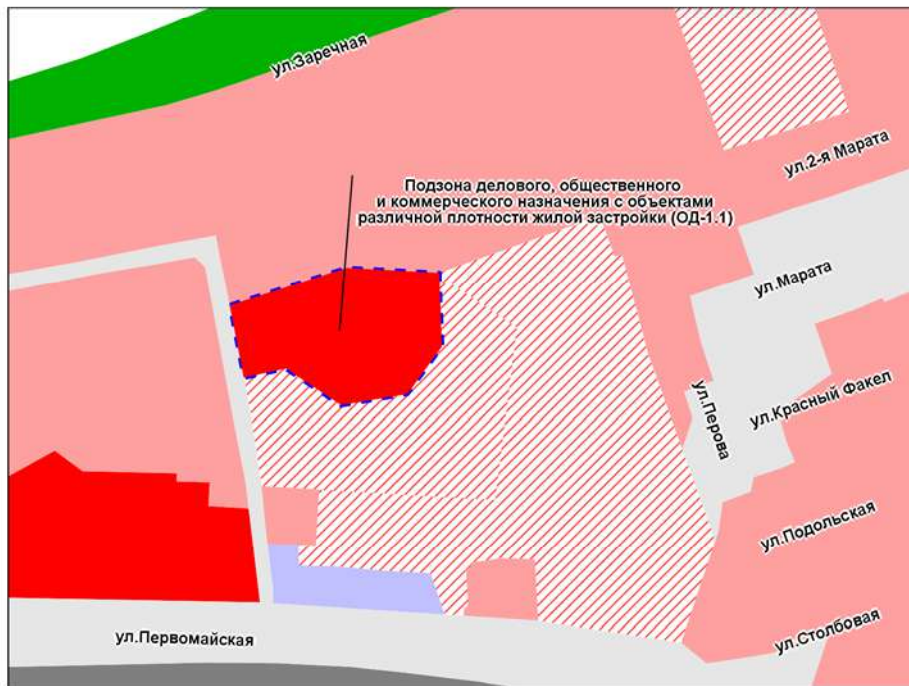 ул.Заречная
ул.2-я Марата
Подзона делового, общественного
и коммерческого назначения с объектами
различной плотности жилой застройки (ОД-1.1)
ул.Марата
ул.Красный Факел
ул.Перова
ул.Подольская
ул.Столбовая
ул.Первомайская